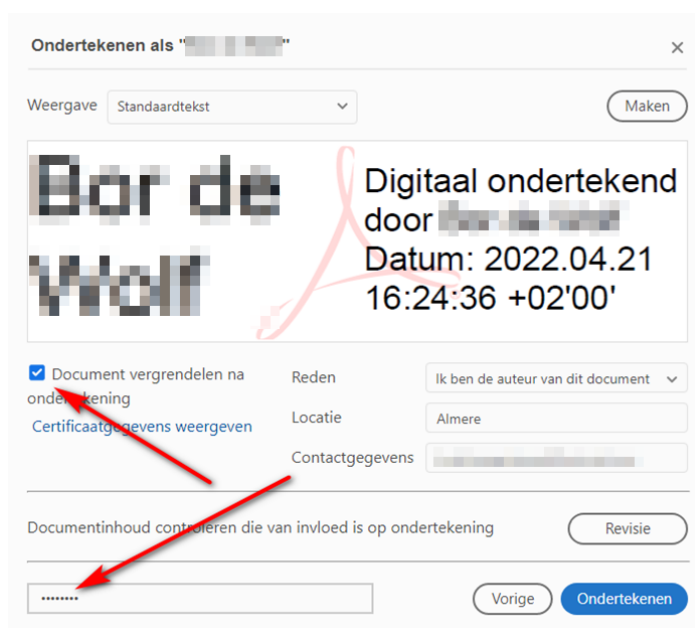 Ondertekenen als "
Weergave Standaardtekst Maken
Digitaal ondertekend
door
Datum: 2022.04.21
16:24:36 +02'00'
Document vergrendelen na
ondertekening
Certificaatgegevens weergeven
Reden Ik ben de auteur van dit document
Locatie Almere
Contactgegevens
Documentinhoud controleren die van invloed is op ondertekening Revisie
········
Vorige Ondertekenen